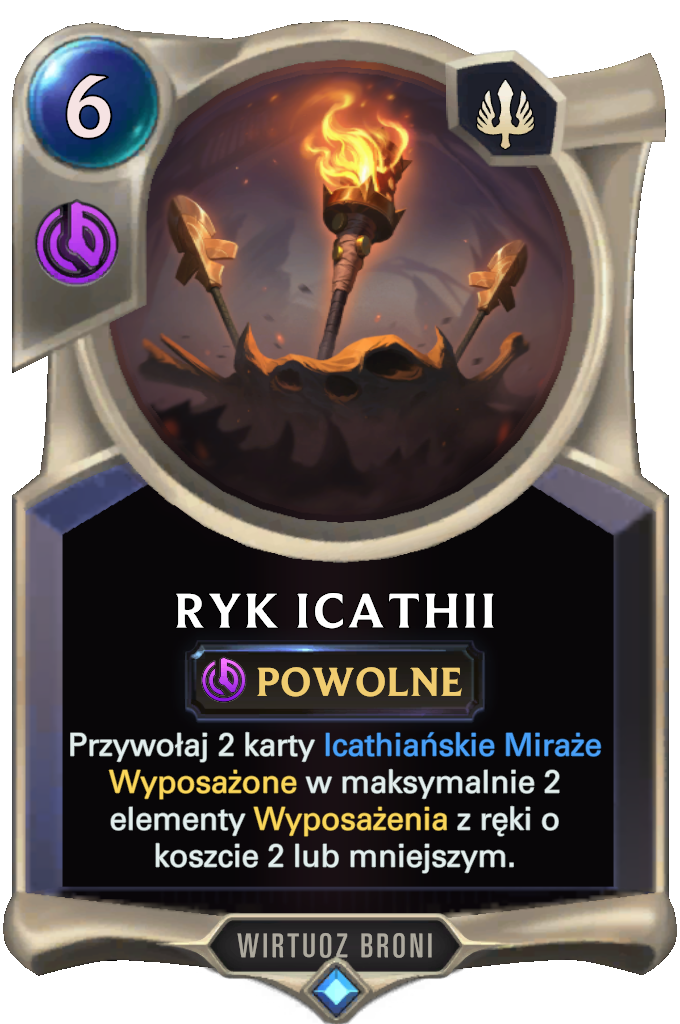 6
RYK ICATHII
POWOLNE
Przywołaj 2 karty Icathiańskie Miraże
Wyposażone w maksymalnie 2
elementy Wyposażenia z ręki o
koszcie 2 lub mniejszym.
WIRTUOZ BRONI